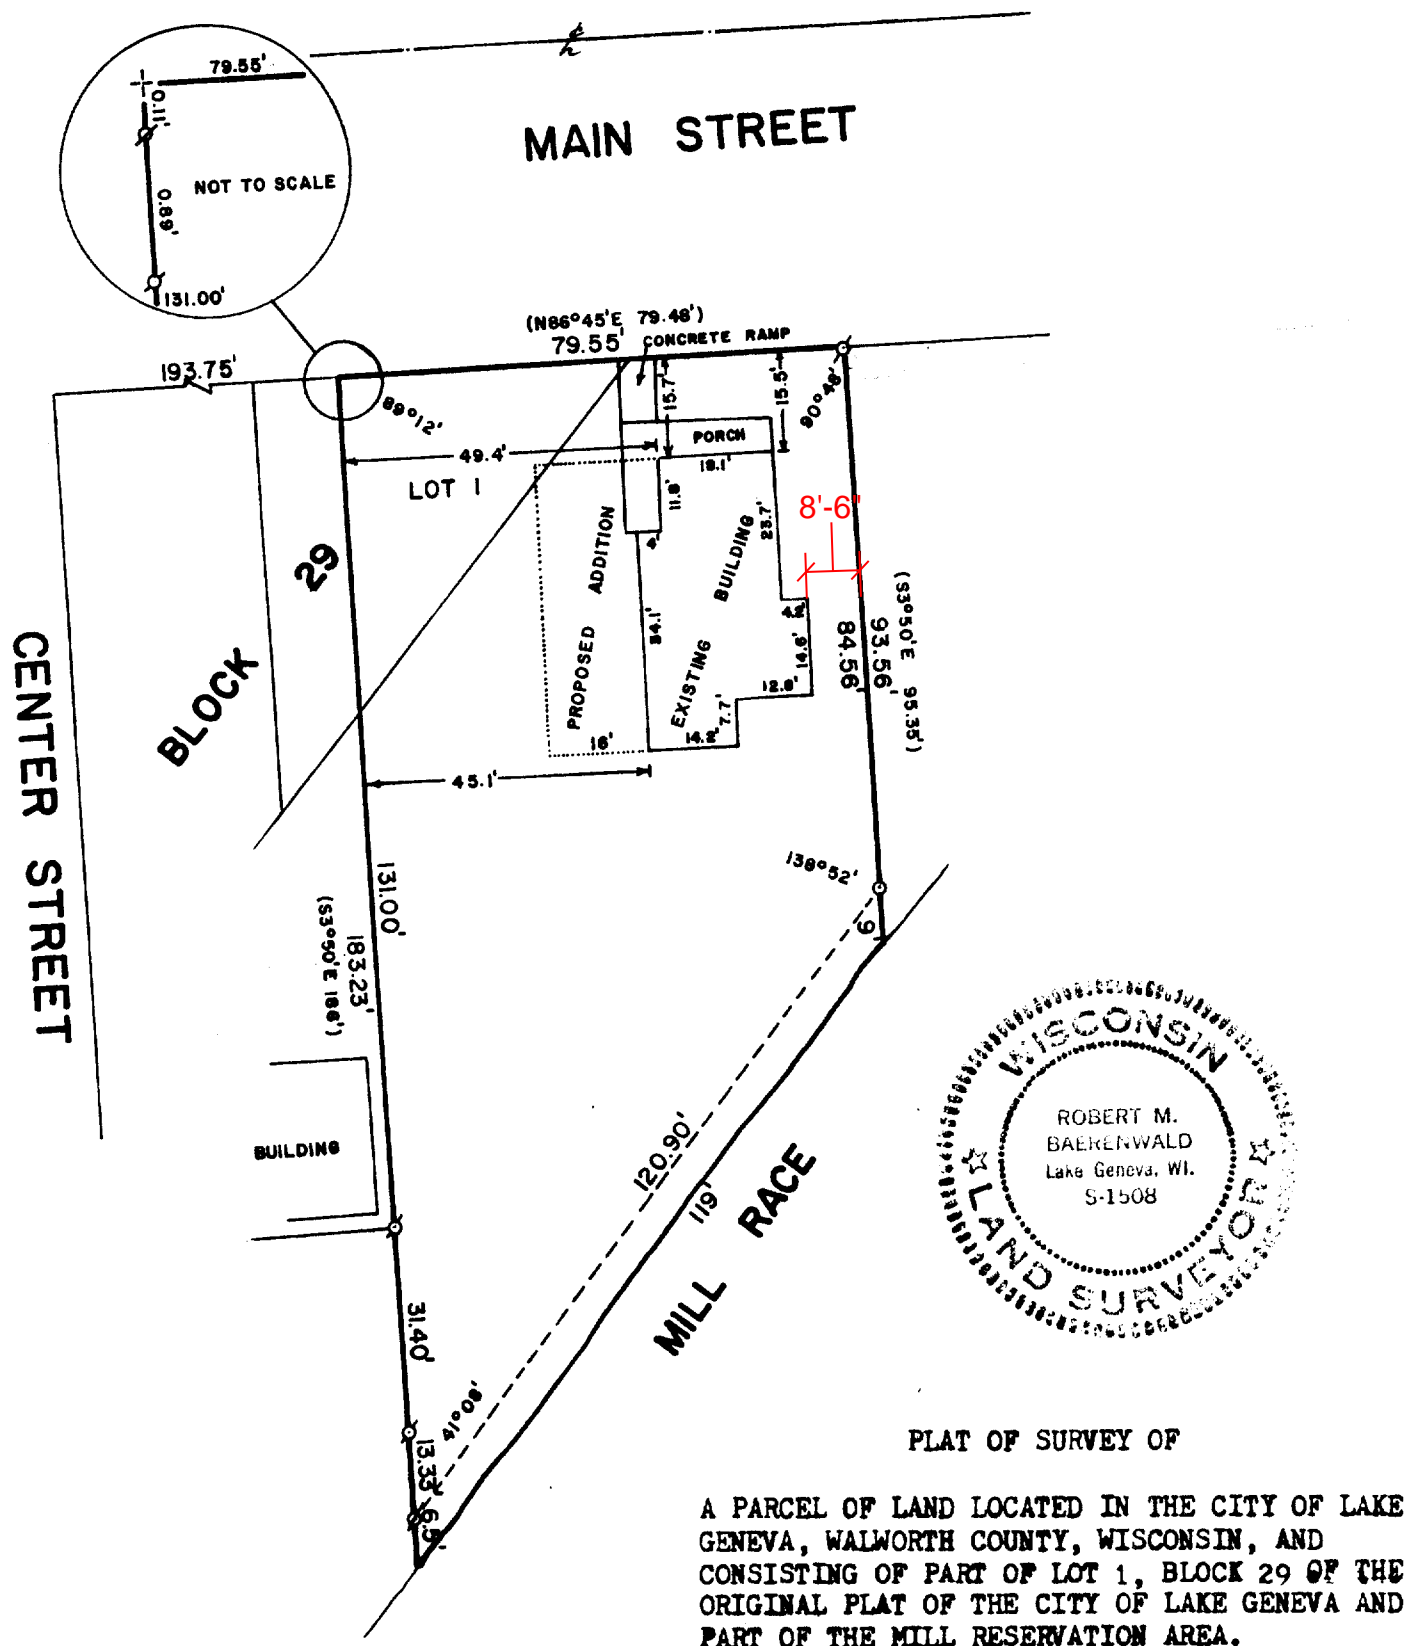 79.55'
0.11'
NOT TO SCALE
0.89'
131.00'
MAIN STREET
(N86°45'E 79.48')
79.55'
CONCRETE RAMP
193.75'
89°12'
15.7'
15.5'
90°48'
PORCH
49.4'
19.1'
LOT 1
11.8'
23.7'
8'-6"
4'
PROPOSED ADDITION
EXISTING BUILDING
54.1'
4.2'
14.6'
12.8'
7.7'
14.2'
16'
45.1'
(S3°50'E 95.35')
93.56'
84.56'
BLOCK 29
CENTER STREET
138°52'
9'
131.00'
183.23'
(S3°50'E 186')
BUILDING
120.90'
119'
MILL RACE
31.40'
41°08'
13.33'
6.5'
WISCONSIN
ROBERT M.
BAERENWALD
Lake Geneva, WI.
S-1508
LAND SURVEYOR
PLAT OF SURVEY OF
A PARCEL OF LAND LOCATED IN THE CITY OF LAKE
GENEVA, WALWORTH COUNTY, WISCONSIN, AND
CONSISTING OF PART OF LOT 1, BLOCK 29 OF THE
ORIGINAL PLAT OF THE CITY OF LAKE GENEVA AND
PART OF THE MILL RESERVATION AREA.